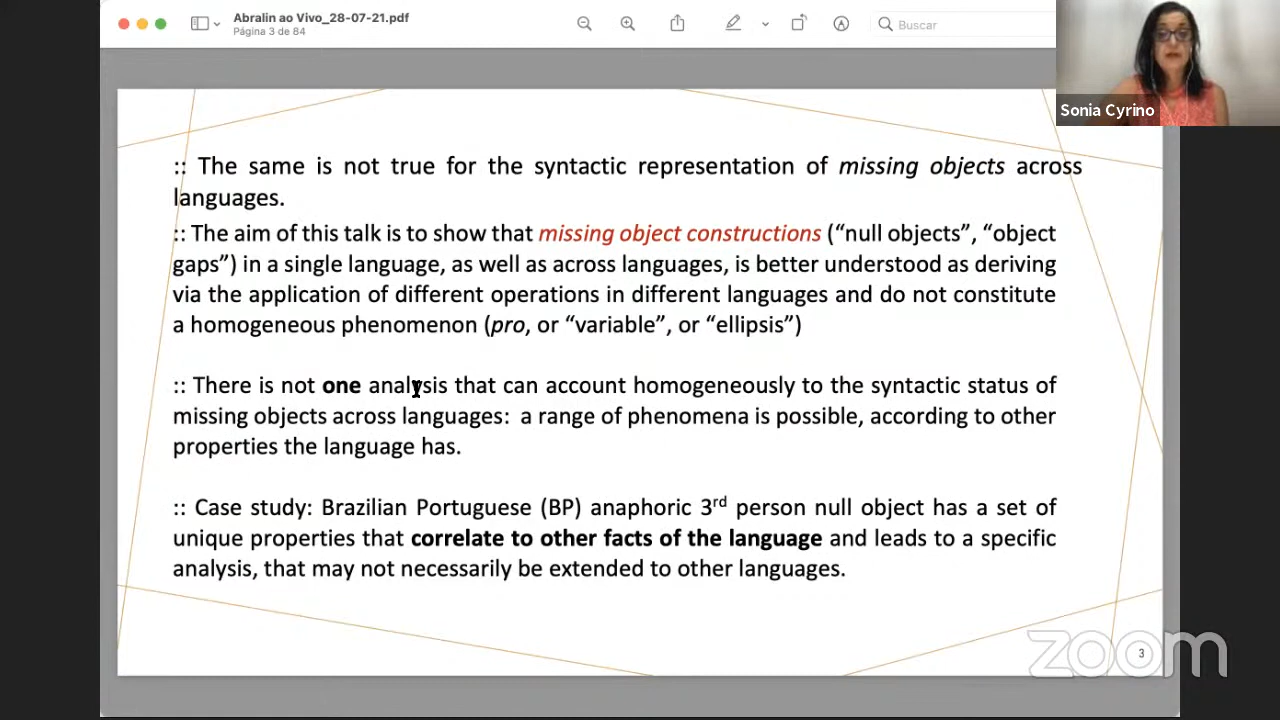 Abralin ao Vivo_28-07-21.pdf
Página 3 de 84
Buscar
Sonia Cyrino
:: The same is not true for the syntactic representation of missing objects across
languages.
:: The aim of this talk is to show that missing object constructions (“null objects”, “object
gaps”) in a single language, as well as across languages, is better understood as deriving
via the application of different operations in different languages and do not constitute
a homogeneous phenomenon (pro, or “variable”, or “ellipsis”)
:: There is not one analysis that can account homogeneously to the syntactic status of
missing objects across languages: a range of phenomena is possible, according to other
properties the language has.
:: Case study: Brazilian Portuguese (BP) anaphoric 3rd person null object has a set of
unique properties that correlate to other facts of the language and leads to a specific
analysis, that may not necessarily be extended to other languages.
zoom
3